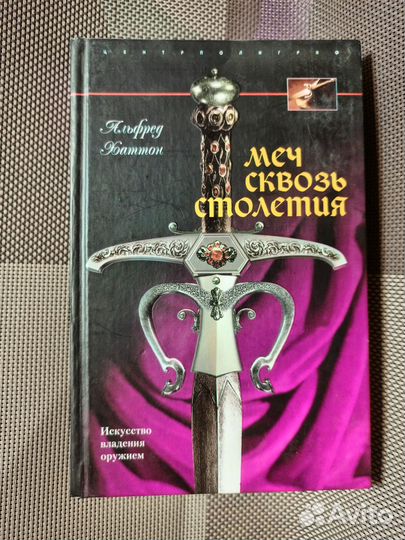 ЦЕНТРПОЛИГРАФ
Альфред
Хаттон
меч
сквозь
столетия
Искусство
владения
оружием
Avito